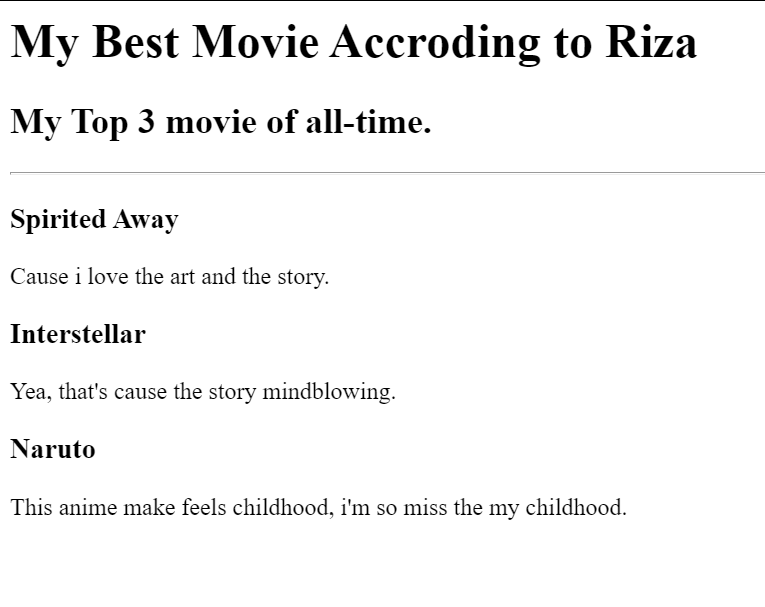 My Best Movie Accroding to Riza
My Top 3 movie of all-time.
Spirited Away
Cause i love the art and the story.
Interstellar
Yea, that's cause the story mindblowing.
Naruto
This anime make feels childhood, i'm so miss the my childhood.